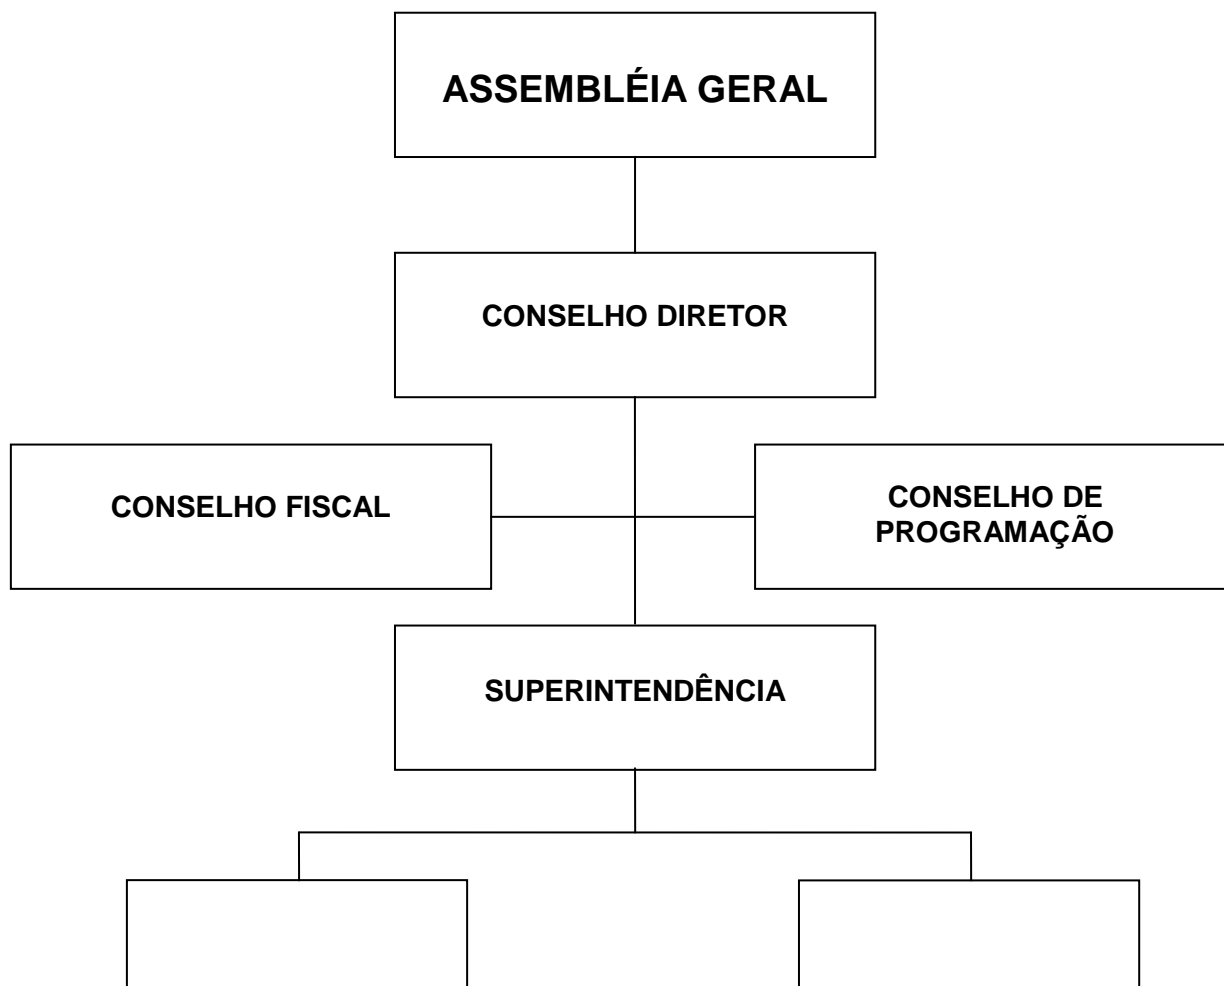 ASSEMBLÉIA GERAL
CONSELHO DIRETOR
CONSELHO FISCAL
CONSELHO DE
PROGRAMAÇÃO
SUPERINTENDÊNCIA